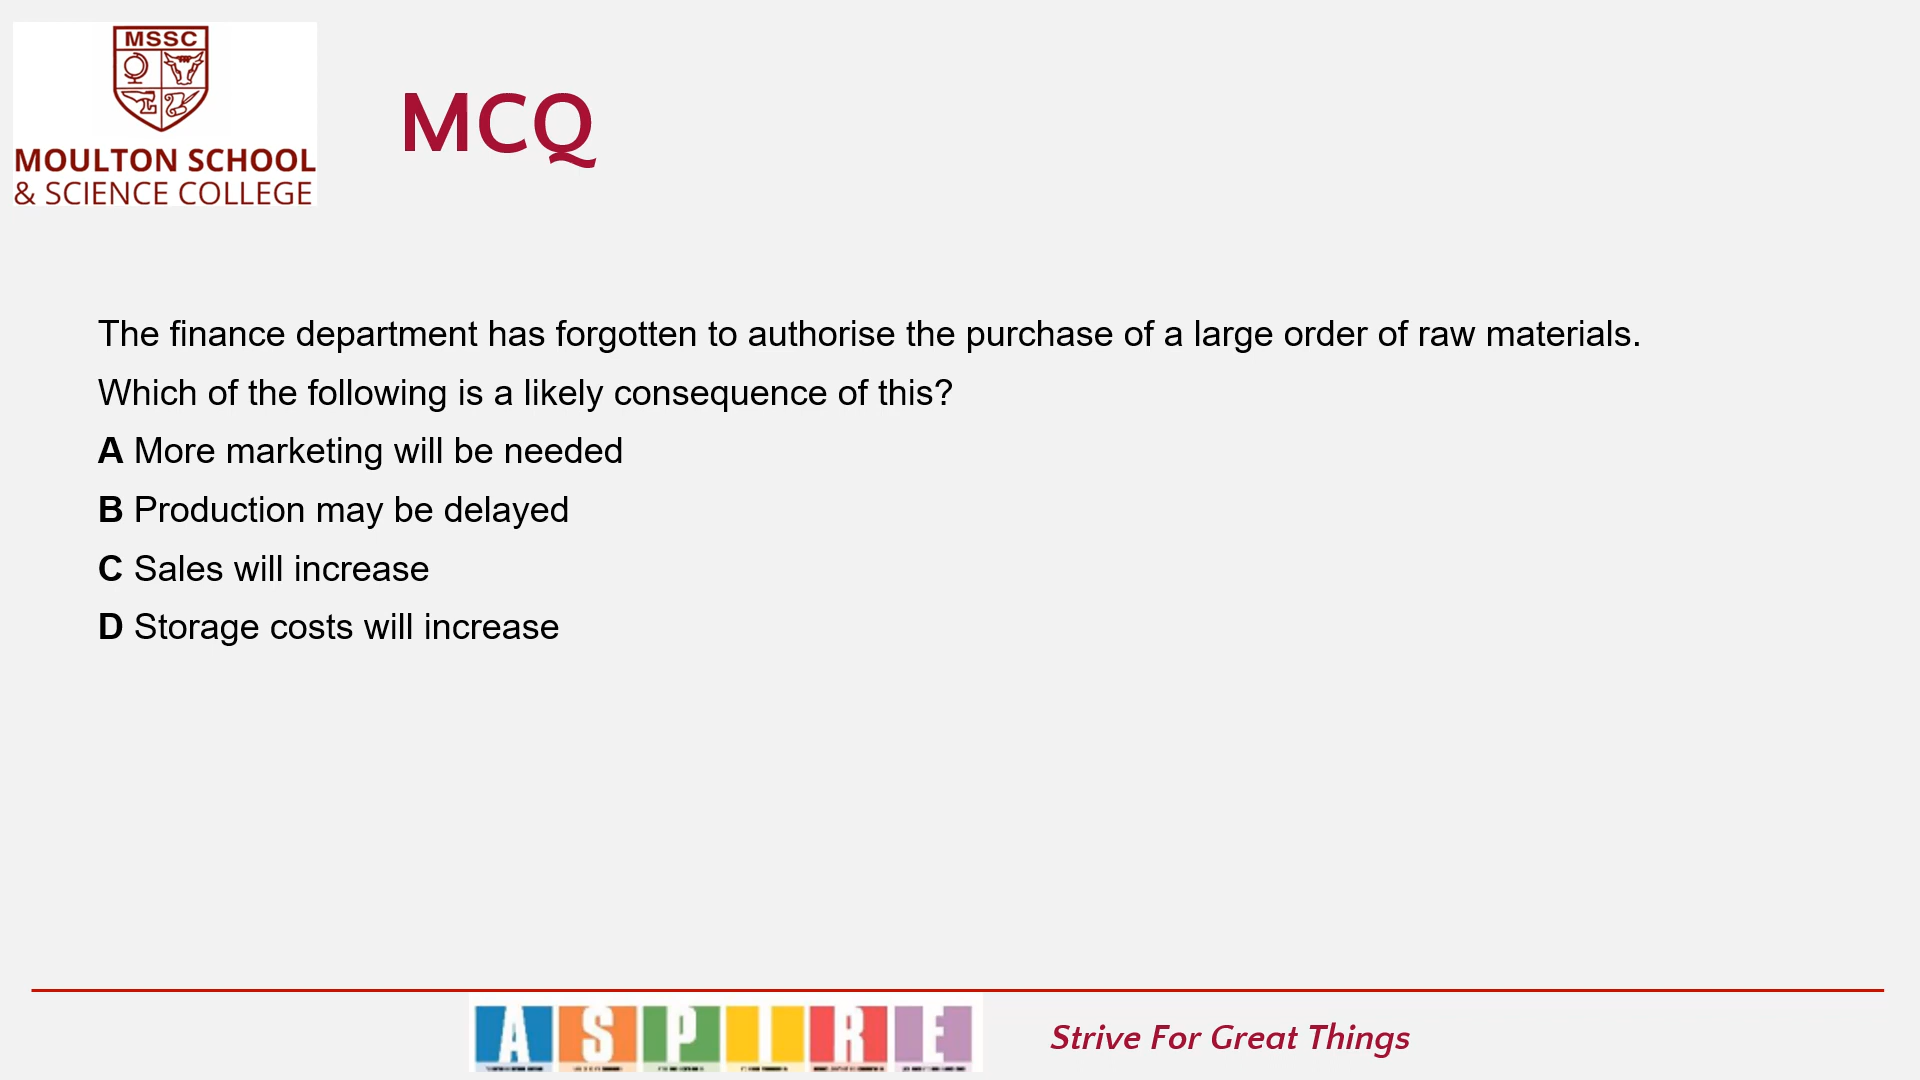 MSSC
MOULTON SCHOOL
& SCIENCE COLLEGE
MCQ
The finance department has forgotten to authorise the purchase of a large order of raw materials.
Which of the following is a likely consequence of this?
A More marketing will be needed
B Production may be delayed
C Sales will increase
D Storage costs will increase
ASPIRE
Strive For Great Things